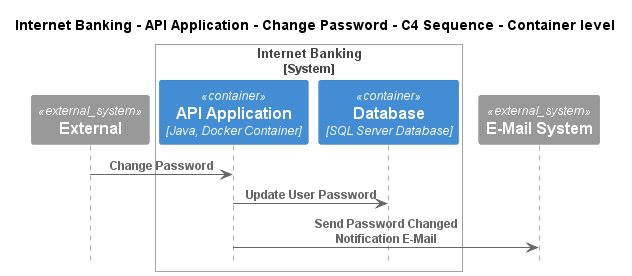 Internet Banking - API Application - Change Password - C4 Sequence - Container level
Internet Banking
[System]
«external_system»
External
«container»
API Application
[Java, Docker Container]
«container»
Database
[SQL Server Database]
«external_system»
E-Mail System
Change Password
Update User Password
Send Password Changed
Notification E-Mail